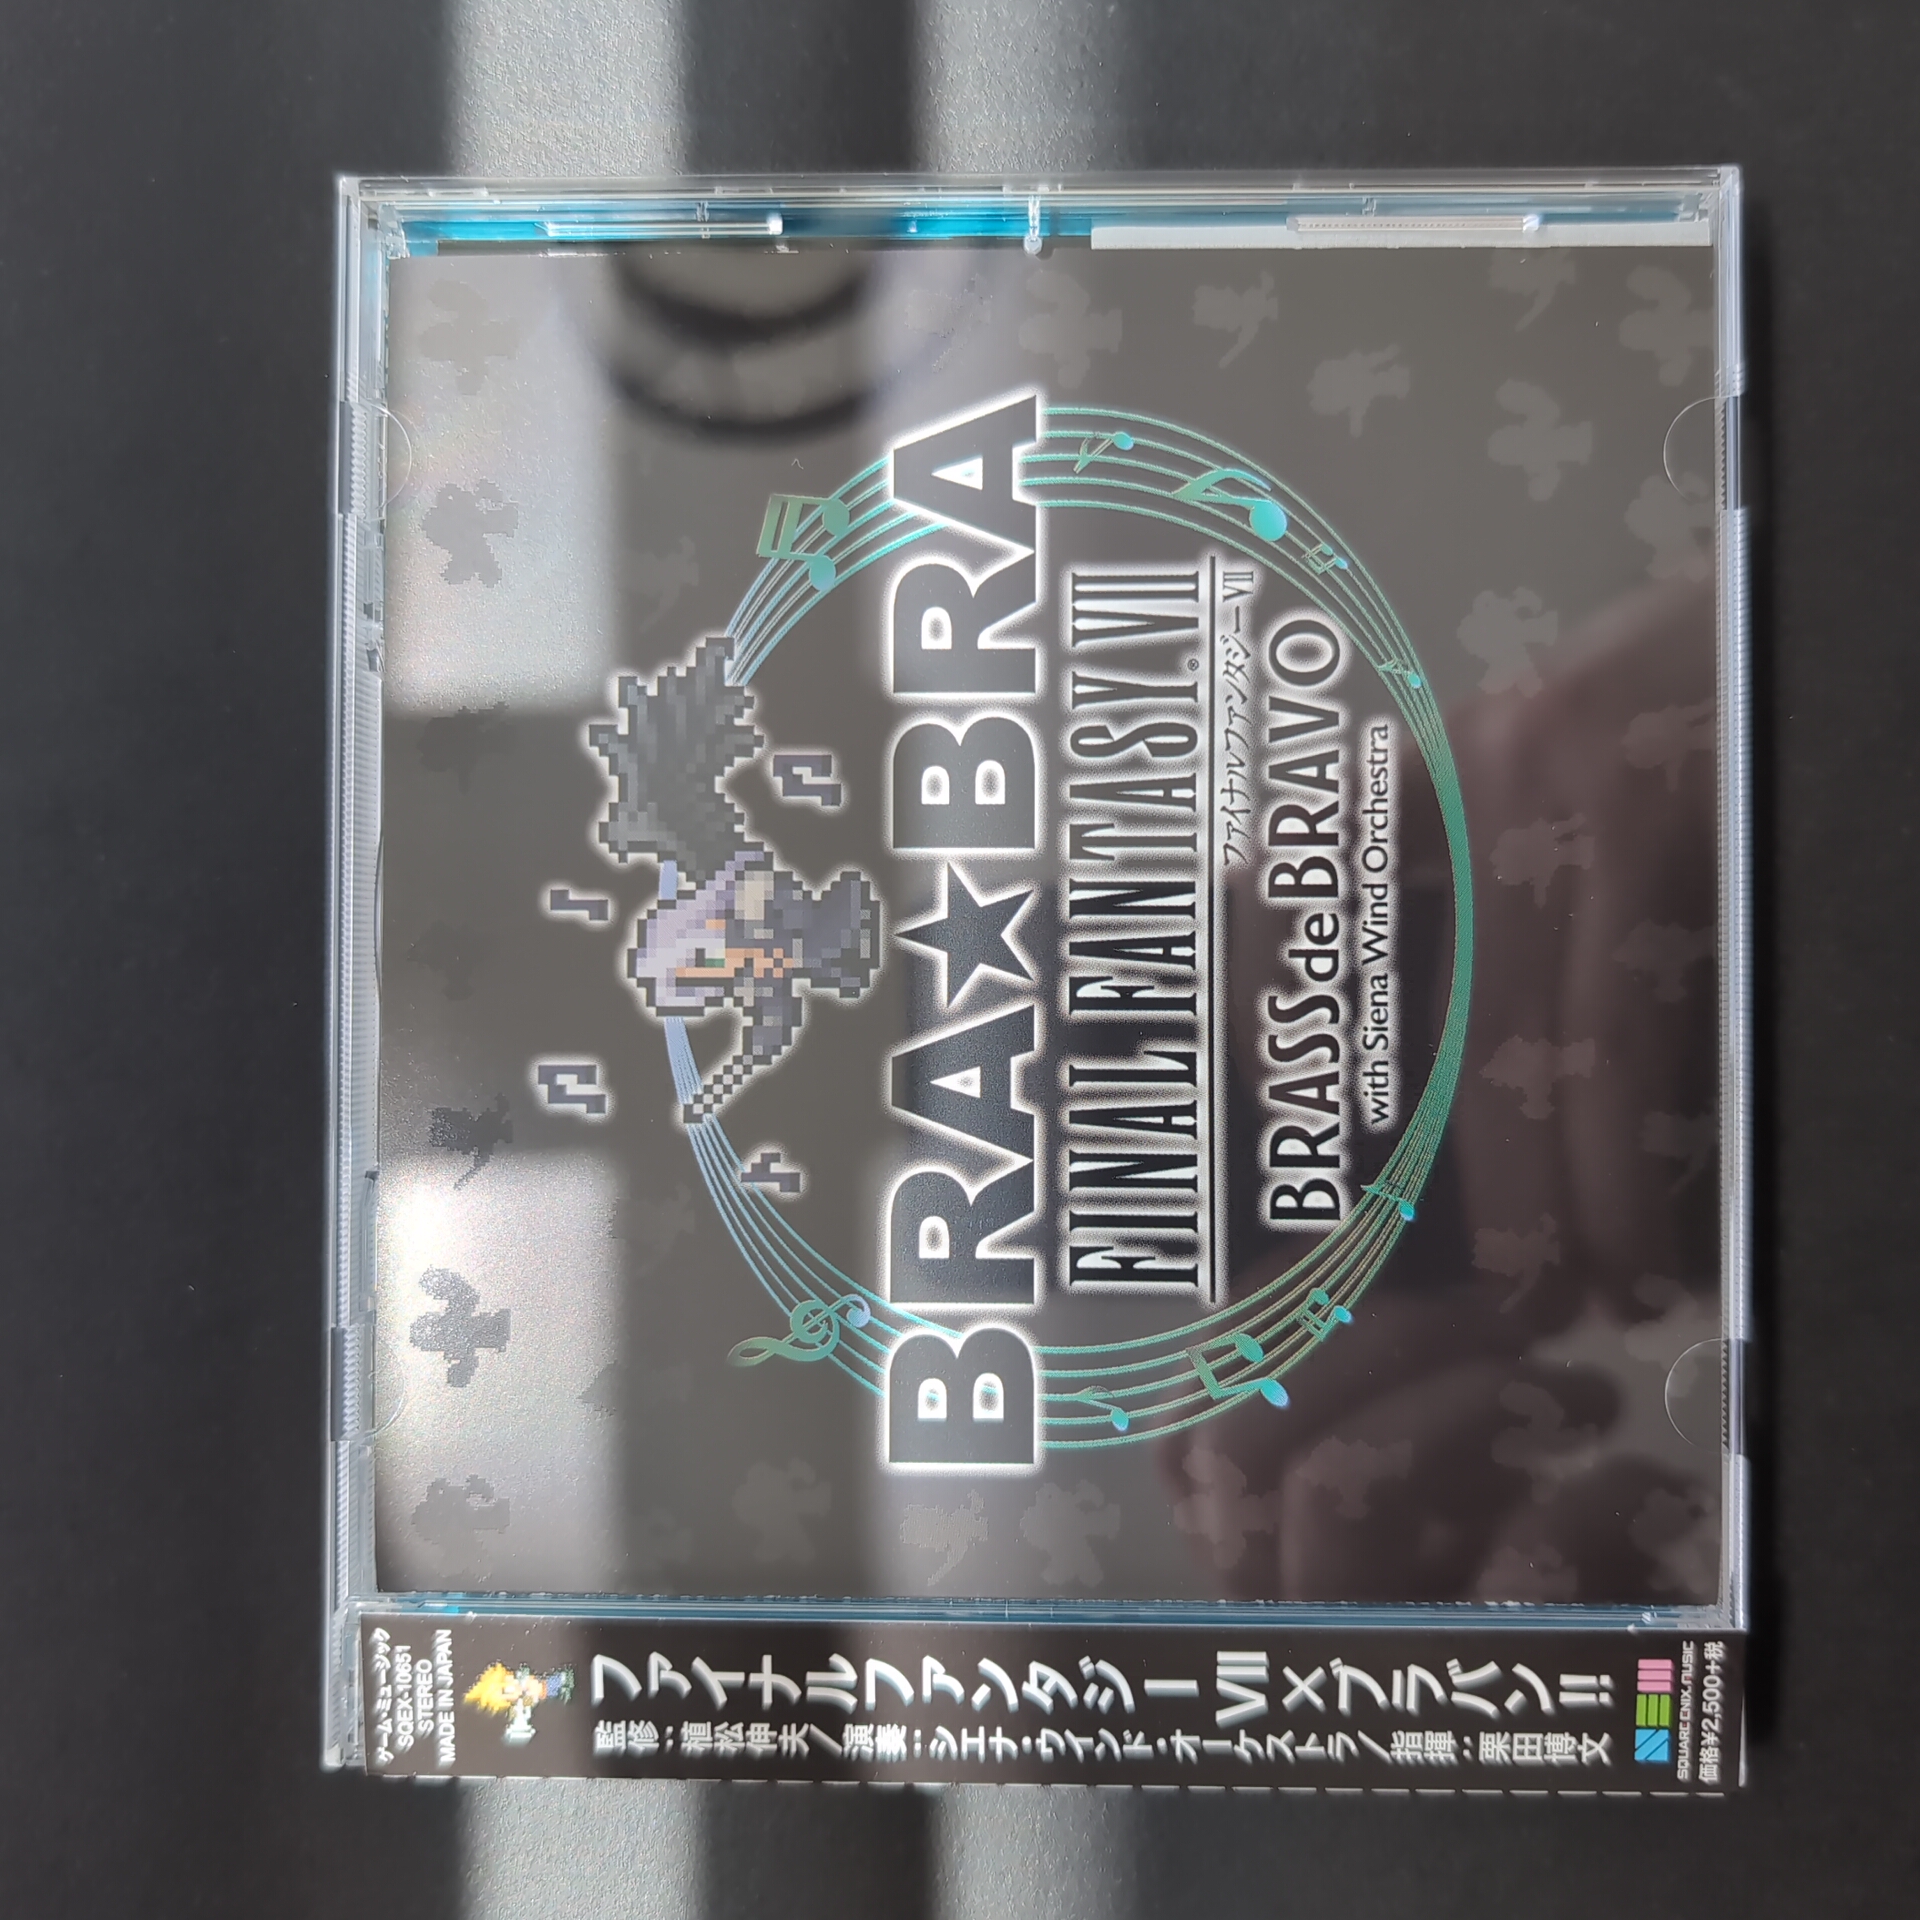 ゲーム・ミュージック
SQEX-10651
STEREO
MADE IN JAPAN
ファイナルファンタジーⅦ×ブラバン!!
監修:植松伸夫/演奏:シエナ・ウインド・オーケストラ/指揮:栗田博文
SQUARE ENIX MUSIC
価格¥2,500+税
BRA★BRA
FINAL FANTASY® VII
ファイナルファンタジーVII
BRASS de BRAVO
with Siena Wind Orchestra